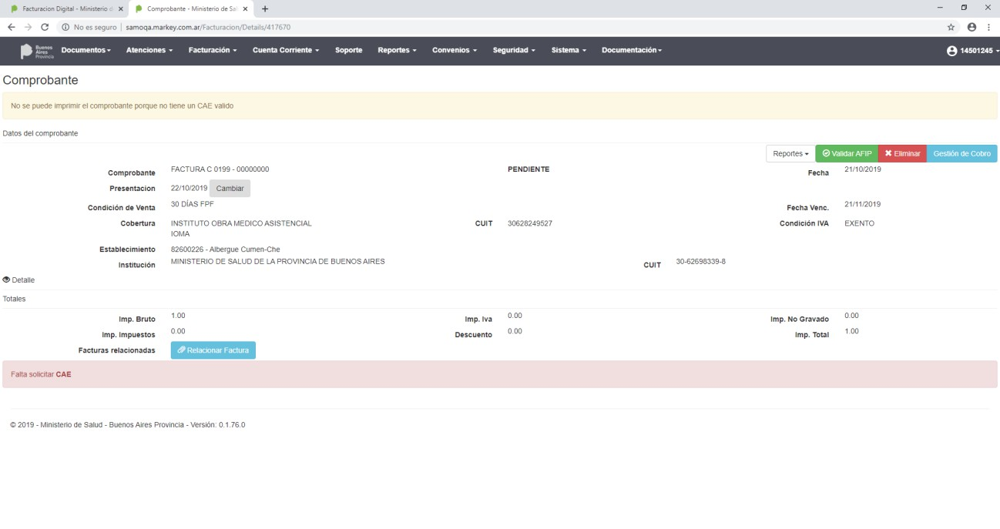 Facturacion Digital - Ministerio d
Comprobante - Ministerio de Sa
No es seguro | samoqa.markey.com.ar/Facturacion/Details/417670
Buenos Aires Provincia
Documentos Atenciones Facturación Cuenta Corriente Soporte Reportes Convenios Seguridad Sistema Documentación 14501245
Comprobante
No se puede imprimir el comprobante porque no tiene un CAE valido
Datos del comprobante
Reportes Validar AFIP Eliminar Gestión de Cobro
Comprobante FACTURA C 0199 - 00000000 PENDIENTE Fecha 21/10/2019
Presentacion 22/10/2019 Cambiar
Condición de Venta 30 DÍAS FPF Fecha Venc. 21/11/2019
Cobertura INSTITUTO OBRA MEDICO ASISTENCIAL CUIT 30628249527 Condición IVA EXENTO
IOMA
Establecimiento 82600226 - Albergue Cumen-Che
Institución MINISTERIO DE SALUD DE LA PROVINCIA DE BUENOS AIRES CUIT 30-62698339-8
Detalle
Totales
Imp. Bruto 1.00 Imp. Iva 0.00 Imp. No Gravado 0.00
Imp. Impuestos 0.00 Descuento 0.00 Imp. Total 1.00
Facturas relacionadas Relacionar Factura
Falta solicitar CAE
© 2019 - Ministerio de Salud - Buenos Aires Provincia - Versión: 0.1.76.0